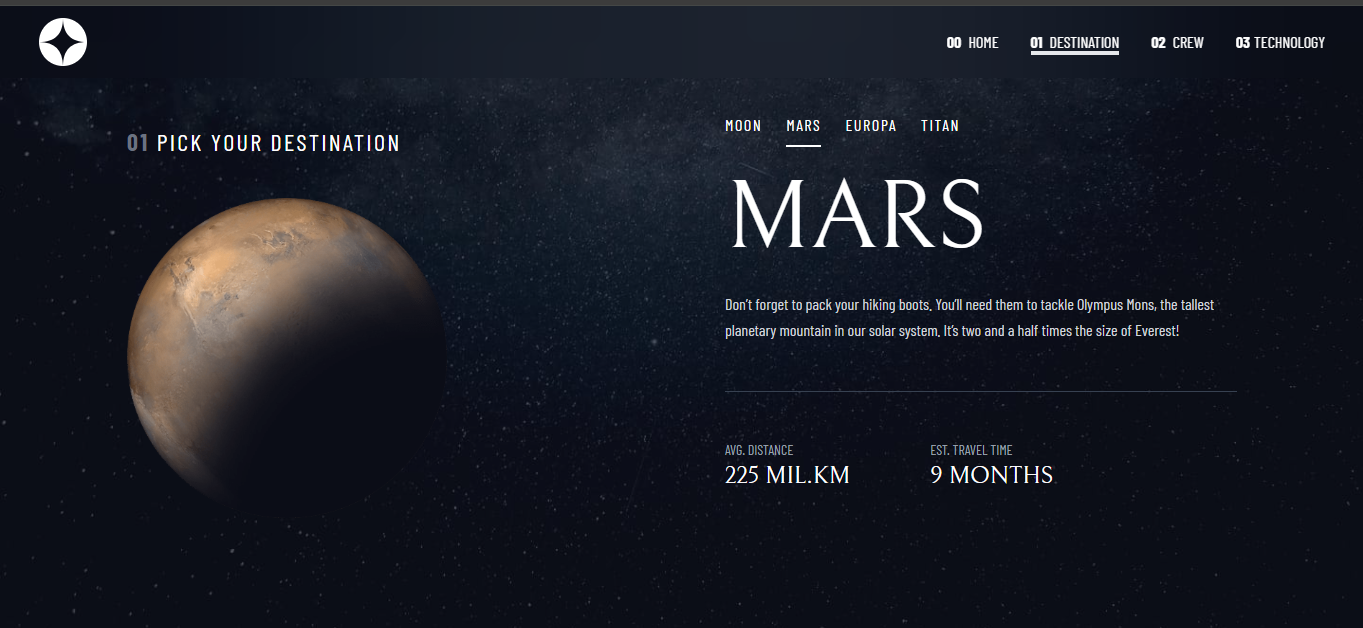 00 HOME 01 DESTINATION 02 CREW 03 TECHNOLOGY
01 PICK YOUR DESTINATION
MOON MARS EUROPA TITAN
MARS
Don’t forget to pack your hiking boots. You’ll need them to tackle Olympus Mons, the tallest
planetary mountain in our solar system. It’s two and a half times the size of Everest!
AVG. DISTANCE
225 MIL.KM
EST. TRAVEL TIME
9 MONTHS